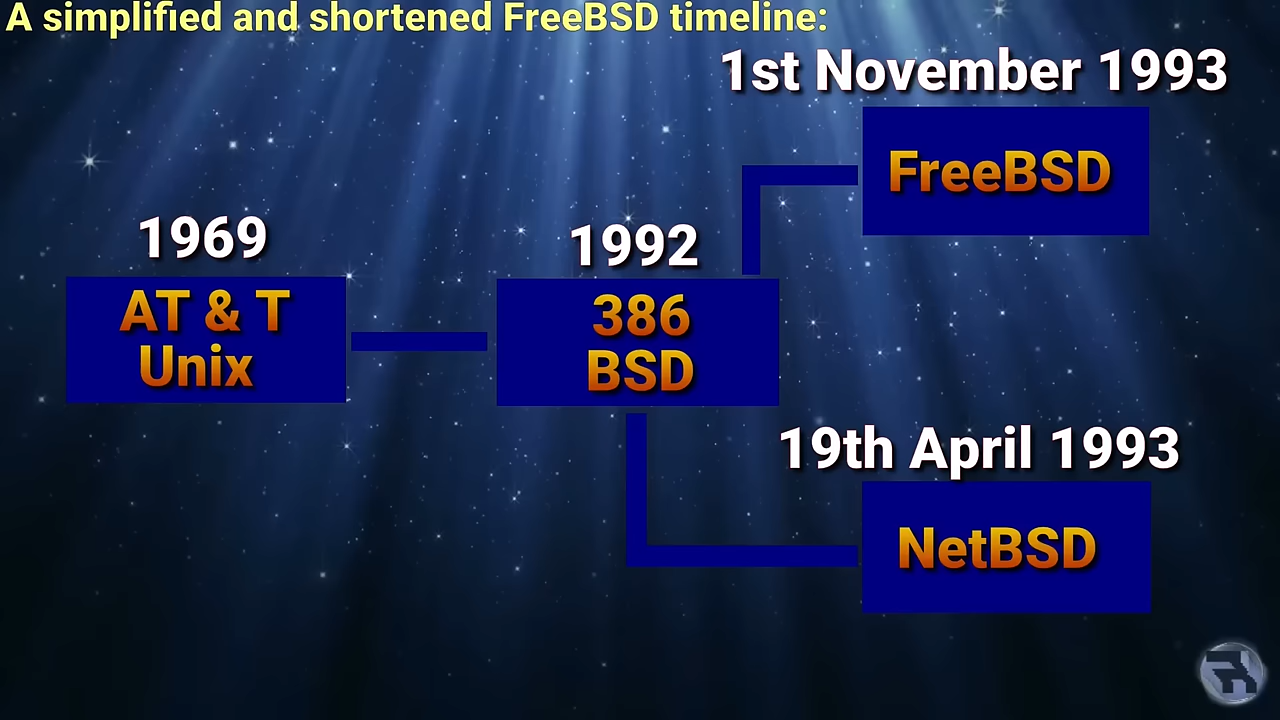 A simplified and shortened FreeBSD timeline:
1st November 1993
FreeBSD
1969
AT & T
Unix
1992
386
BSD
19th April 1993
NetBSD